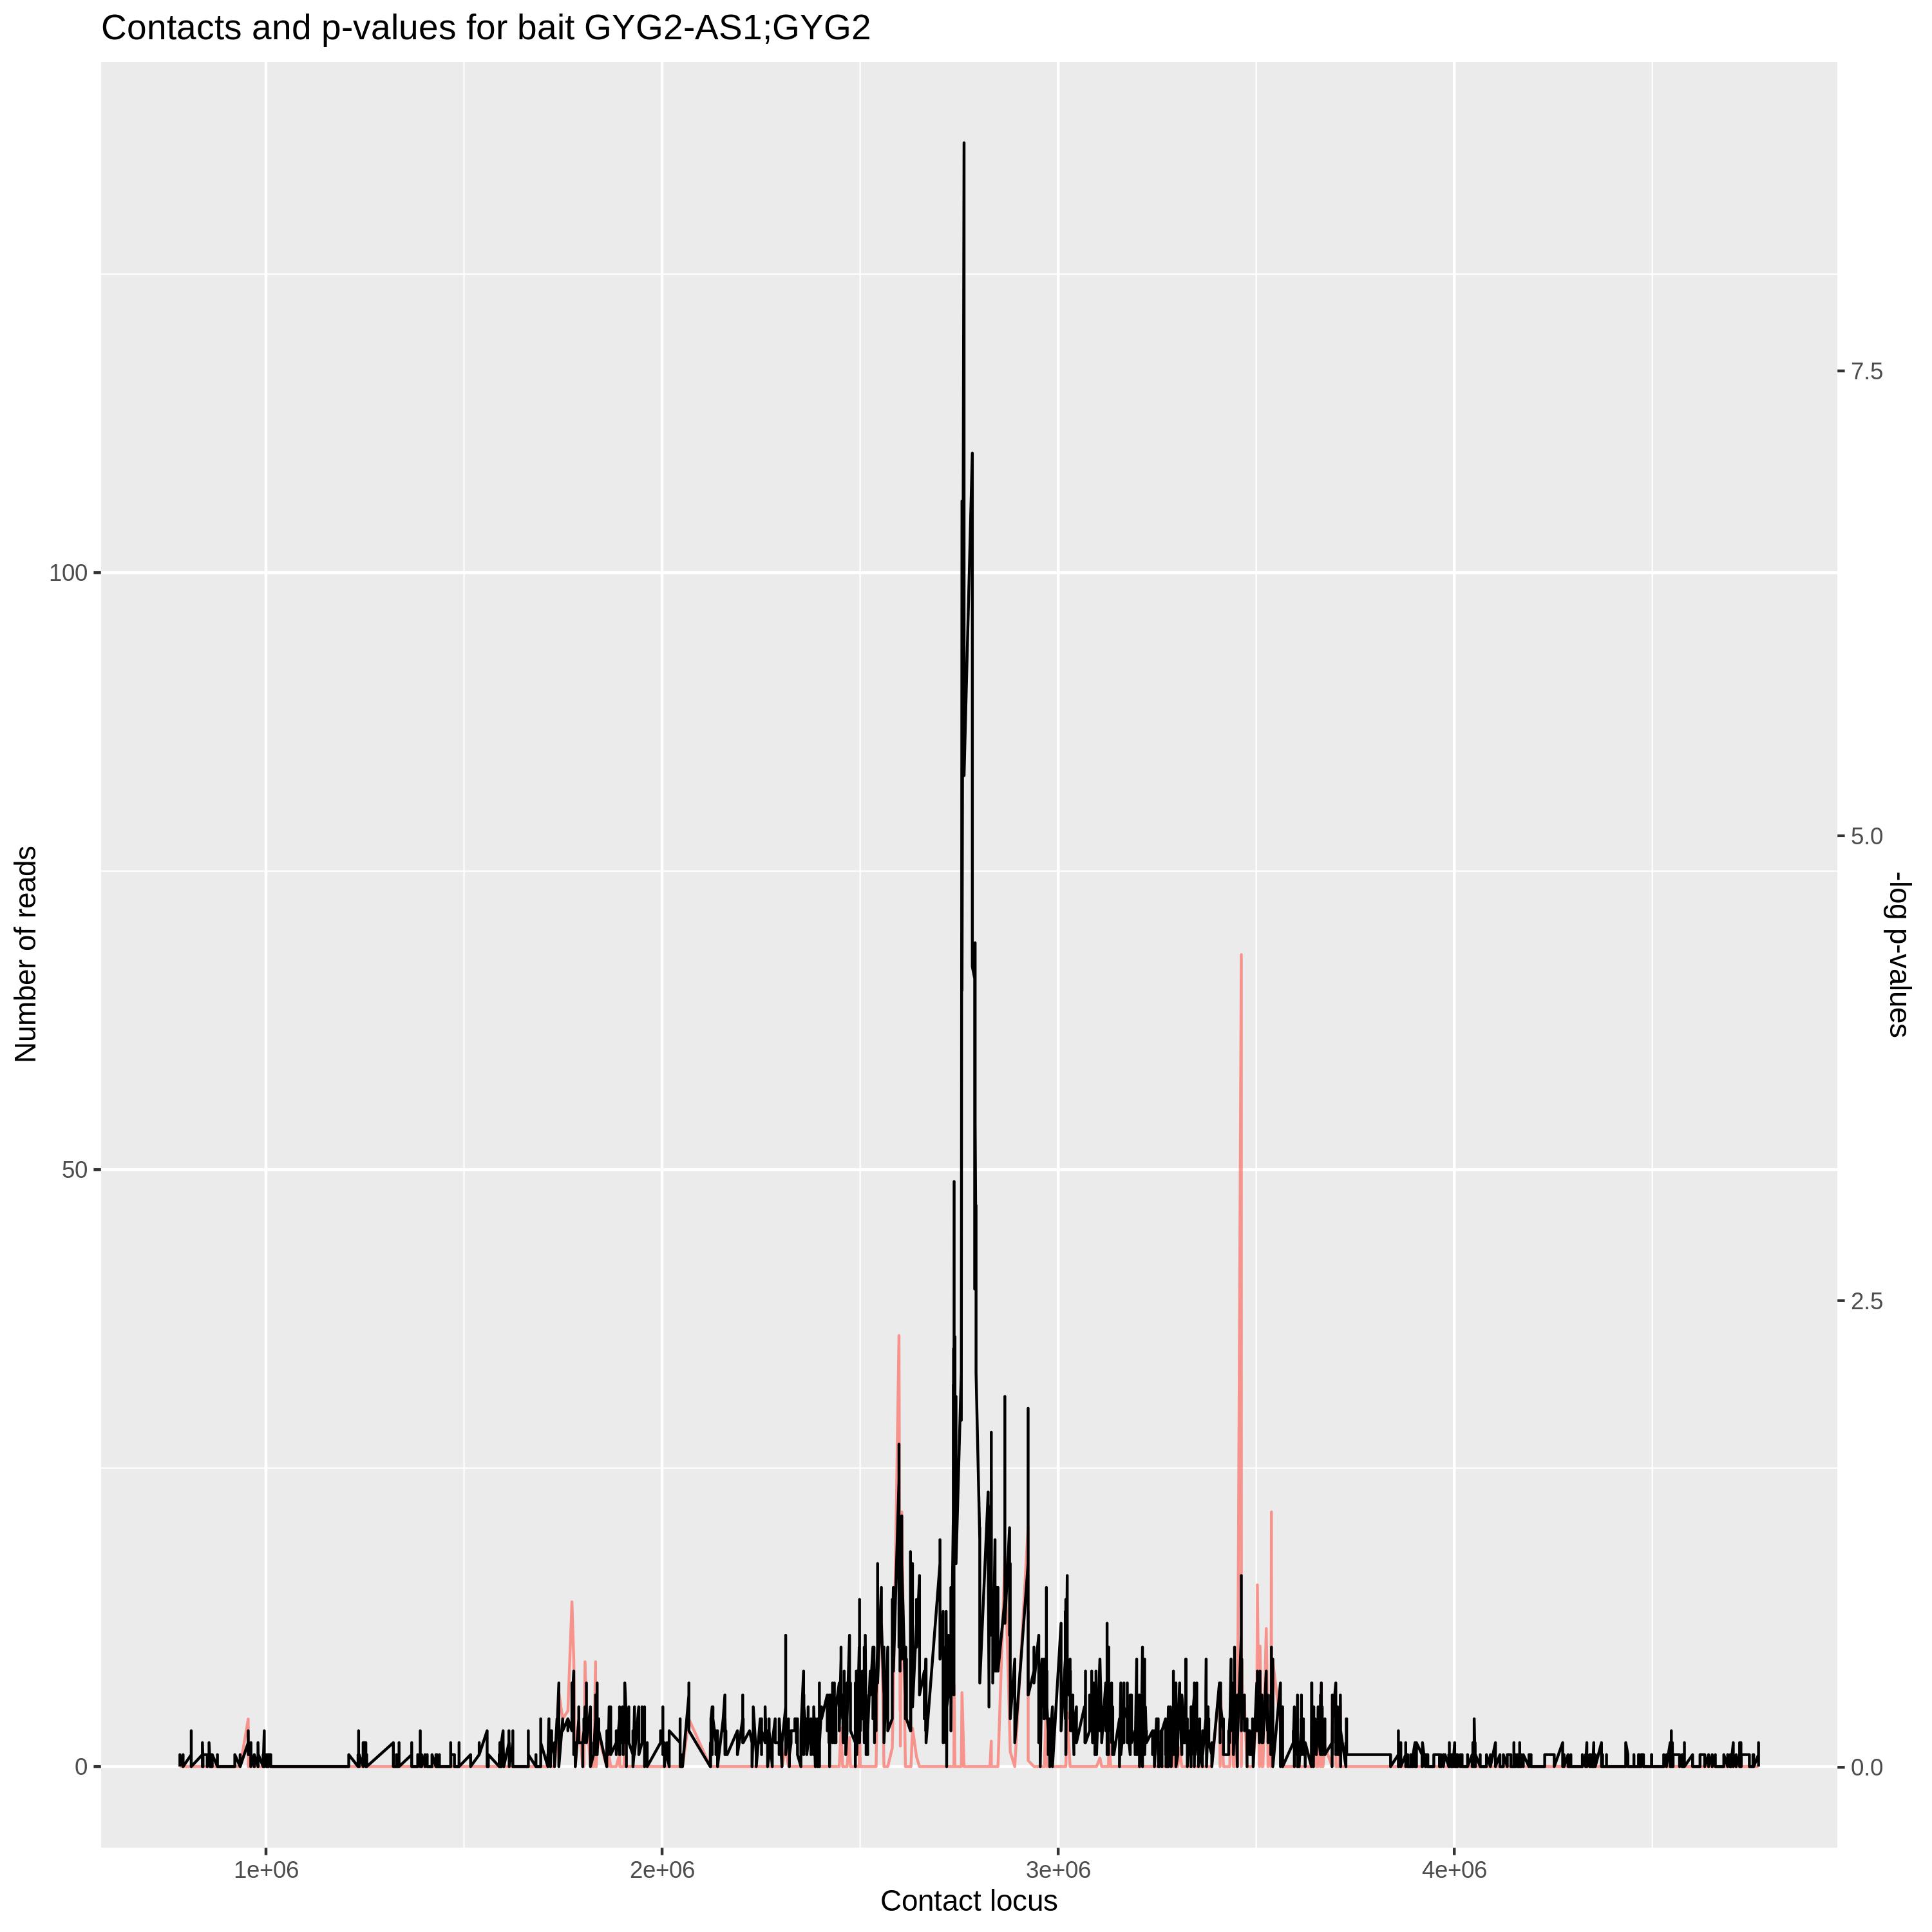 Contacts and p-values for bait GYG2-AS1;GYG2
7.5
100
5.0
Number of reads
-log p-values
2.5
50
0
0.0
1e+06 2e+06 3e+06 4e+06
Contact locus